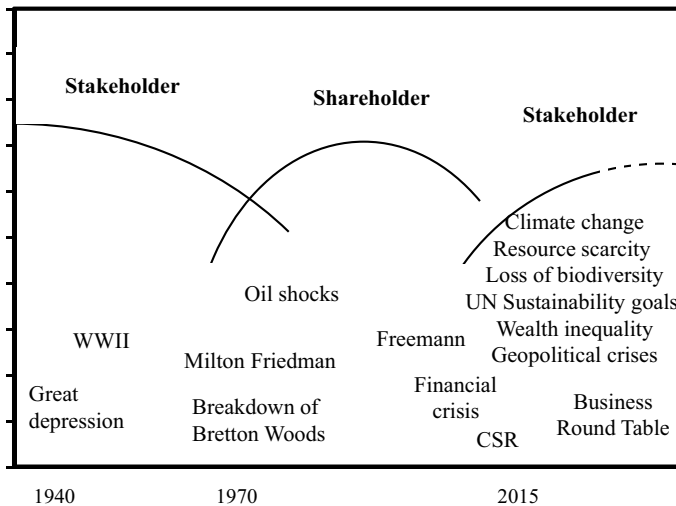 Stakeholder
Shareholder
Stakeholder
Climate change
Resource scarcity
Loss of biodiversity
UN Sustainability goals
Wealth inequality
Geopolitical crises
Oil shocks
WWII
Milton Friedman
Freemann
Great
depression
Breakdown of
Bretton Woods
Financial
crisis
CSR
Business
Round Table
1940
1970
2015